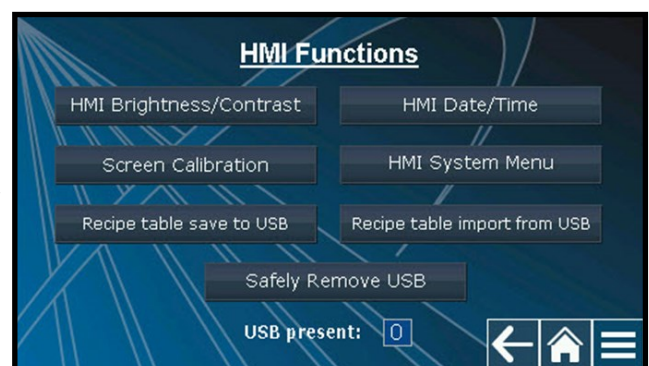 HMI Functions
HMI Brightness/Contrast HMI Date/Time
Screen Calibration HMI System Menu
Recipe table save to USB Recipe table import from USB
Safely Remove USB
USB present: 0